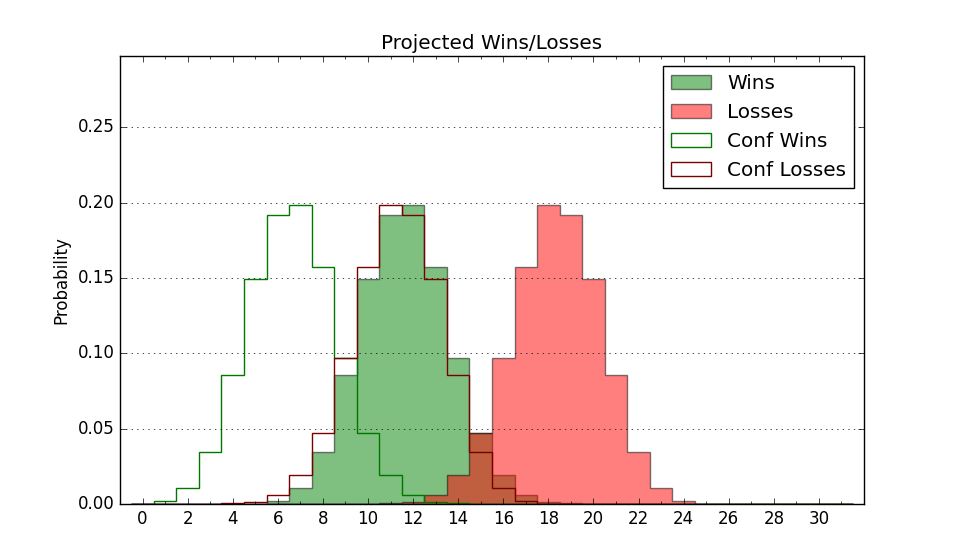 Projected Wins/Losses
Wins
Losses
Conf Wins
Conf Losses
0.25
0.20
0.15
0.10
0.05
0.00
Probability
0 2 4 6 8 10 12 14 16 18 20 22 24 26 28 30